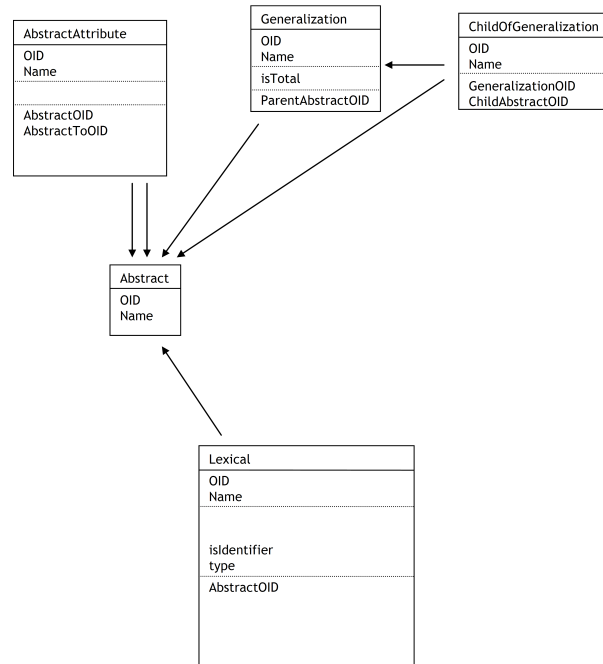 AbstractAttribute
OID
Name
AbstractOID
AbstractToOID
Generalization
OID
Name
isTotal
ParentAbstractOID
ChildOfGeneralization
OID
Name
GeneralizationOID
ChildAbstractOID
Abstract
OID
Name
Lexical
OID
Name
isIdentifier
type
AbstractOID